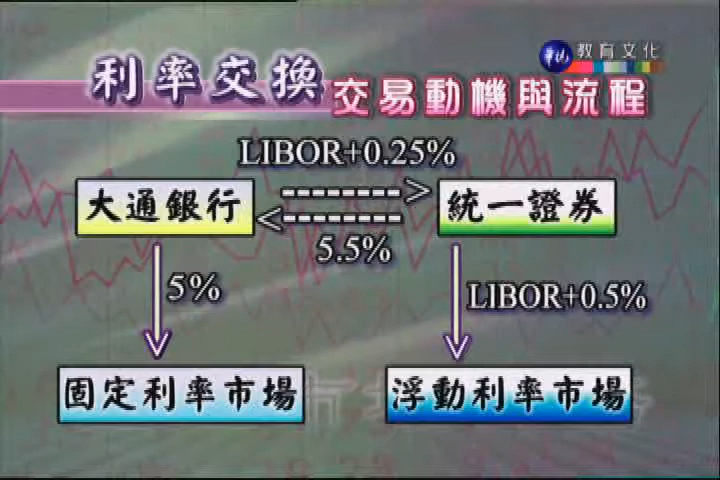 華視 教育文化
利率交換 交易動機與流程
LIBOR+0.25%
大通銀行 統一證券
5.5%
5% LIBOR+0.5%
固定利率市場 浮動利率市場